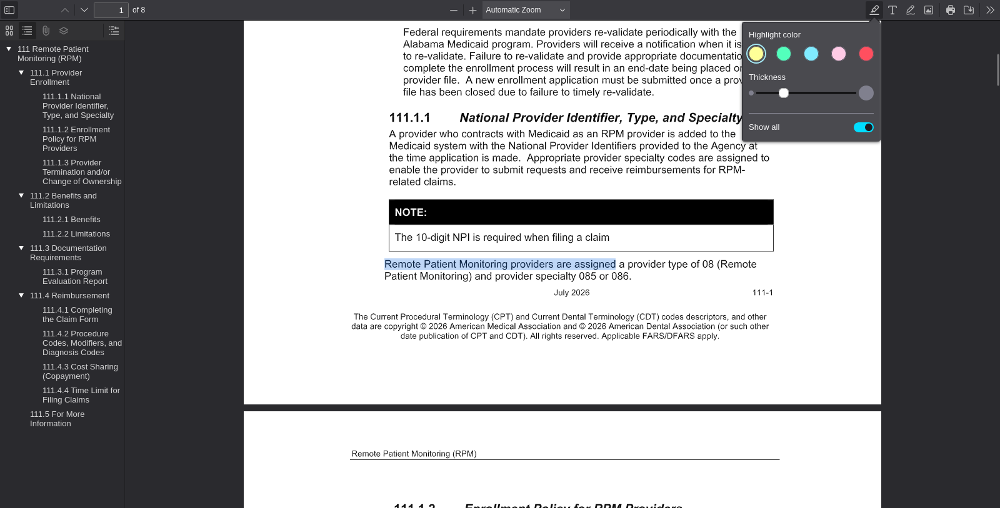 1 of 8
Automatic Zoom
111 Remote Patient
Monitoring (RPM)
111.1 Provider
Enrollment
111.1.1 National
Provider Identifier,
Type, and Specialty
111.1.2 Enrollment
Policy for RPM
Providers
111.1.3 Provider
Termination and/or
Change of Ownership
111.2 Benefits and
Limitations
111.2.1 Benefits
111.2.2 Limitations
111.3 Documentation
Requirements
111.3.1 Program
Evaluation Report
111.4 Reimbursement
111.4.1 Completing
the Claim Form
111.4.2 Procedure
Codes, Modifiers, and
Diagnosis Codes
111.4.3 Cost Sharing
(Copayment)
111.4.4 Time Limit for
Filing Claims
111.5 For More
Information
Federal requirements mandate providers re-validate periodically with the
Alabama Medicaid program. Providers will receive a notification when it is
to re-validate. Failure to re-validate and provide appropriate
complete the enrollment process will result in an end-date being placed
provider file. A new enrollment application must be submitted once a
file has been closed due to failure to timely re-validate.
111.1.1 National Provider Identifier, Type, and Specialty
A provider who contracts with Medicaid as an RPM provider is added to the
Medicaid system with the National Provider Identifiers provided to the Agency at
the time application is made. Appropriate provider specialty codes are assigned to
enable the provider to submit requests and receive reimbursements for RPM-
related claims.
NOTE:
The 10-digit NPI is required when filing a claim
Remote Patient Monitoring providers are assigned a provider type of 08 (Remote
Patient Monitoring) and provider specialty 085 or 086.
July 2026 111-1
The Current Procedural Terminology (CPT) and Current Dental Terminology (CDT) codes descriptors, and other
data are copyright © 2026 American Medical Association and © 2026 American Dental Association (or such other
date publication of CPT and CDT). All rights reserved. Applicable FARS/DFARS apply.
Remote Patient Monitoring (RPM)
111.1.2 Enrollment Policy for RPM Providers
Highlight color
Thickness
Show all